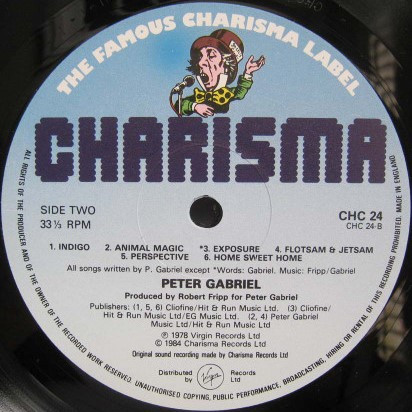 THE FAMOUS CHARISMA LABEL
CHARISMA
SIDE TWO
33⅓ RPM
CHC 24
CHC 24-B
1. INDIGO 2. ANIMAL MAGIC *3. EXPOSURE 4. FLOTSAM & JETSAM
5. PERSPECTIVE 6. HOME SWEET HOME
All songs written by P. Gabriel except *Words: Gabriel. Music: Fripp/Gabriel
PETER GABRIEL
Produced by Robert Fripp for Peter Gabriel
Publishers: (1, 5, 6) Cliofine/Hit & Run Music Ltd. (3) Cliofine/
Hit & Run Music Ltd/EG Music Ltd. (2, 4) Peter Gabriel
Music Ltd/Hit & Run Music Ltd
℗ 1978 Virgin Records Ltd
© 1984 Charisma Records Ltd
Original sound recording made by Charisma Records Ltd
Distributed by Virgin Records Ltd
ALL RIGHTS OF THE PRODUCER AND OF THE OWNER OF THE RECORDED WORK RESERVED. UNAUTHORISED COPYING, PUBLIC PERFORMANCE, BROADCASTING, HIRING OR RENTAL OF THIS RECORDING PROHIBITED. MADE IN ENGLAND.